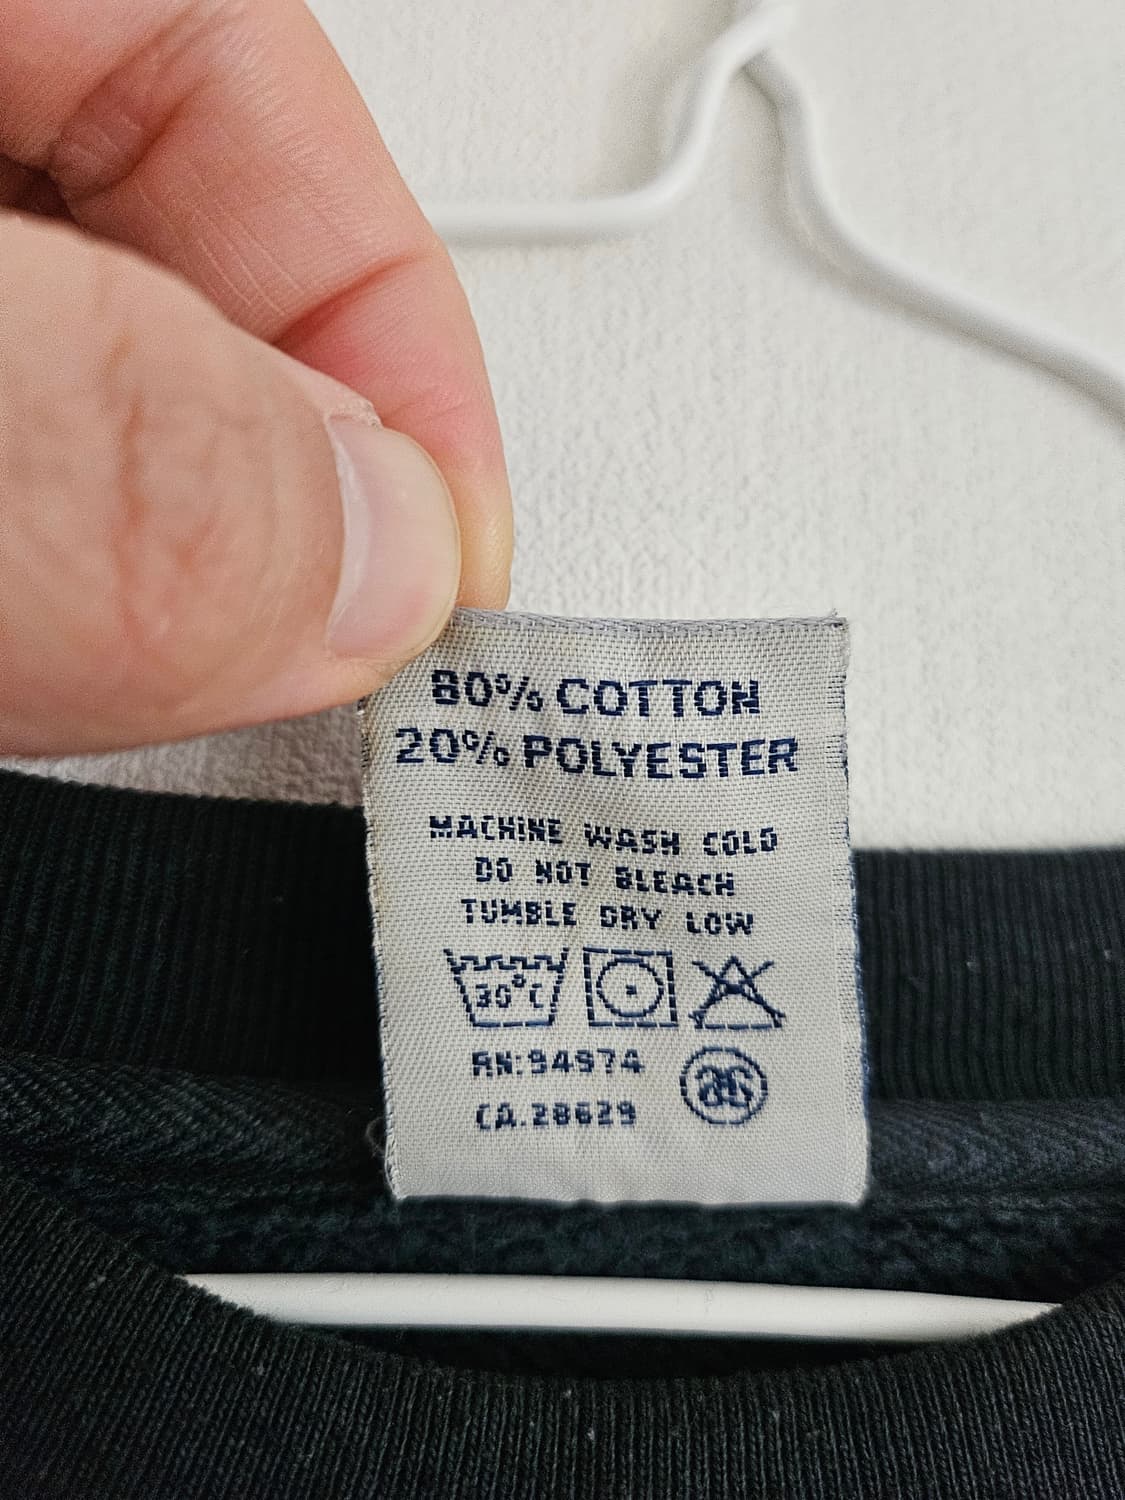 80% COTTON
20% POLYESTER
MACHINE WASH COLD
DO NOT BLEACH
TUMBLE DRY LOW
30°C
RN:94974
CA.28629